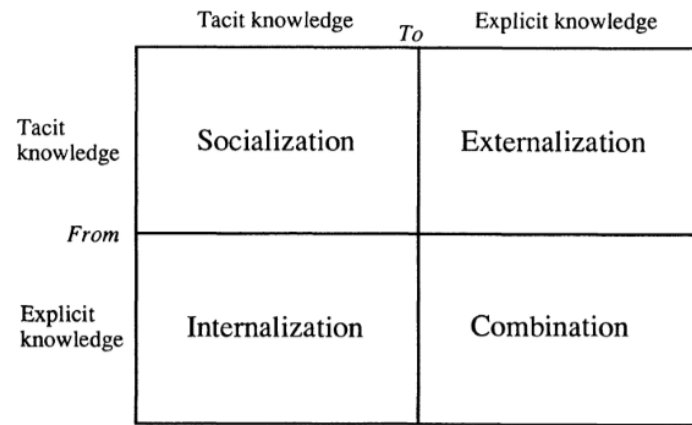 Tacit knowledge To Explicit knowledge
Tacit
knowledge
Socialization Externalization
From
Explicit
knowledge
Internalization Combination